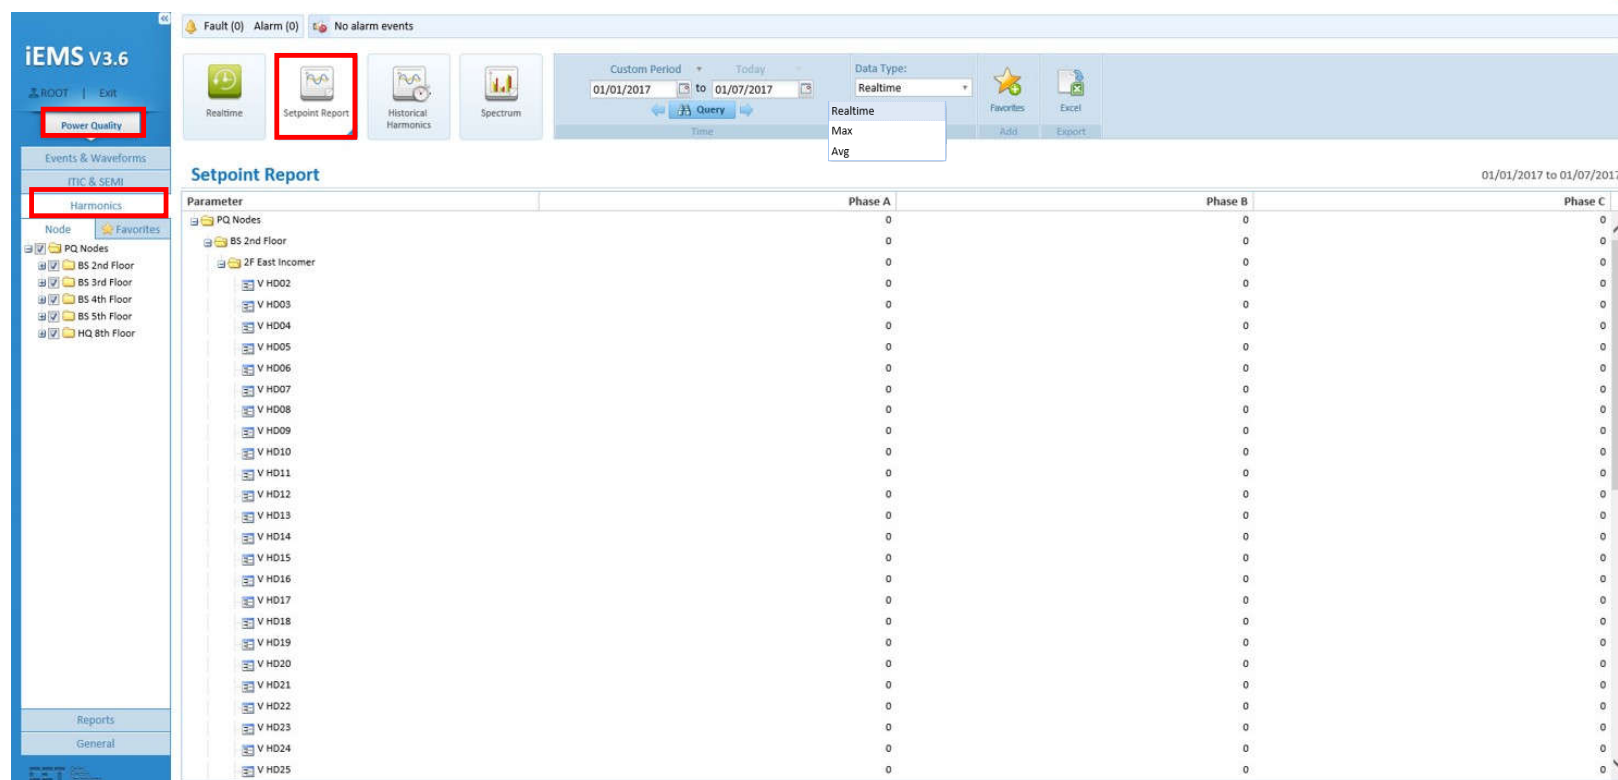 Fault (0) Alarm (0) No alarm events
iEMS V3.6
ROOT | Exit
Power Quality
Events & Waveforms
ITIC & SEMI
Harmonics
Node Favorites
PQ Nodes
BS 2nd Floor
BS 3rd Floor
BS 4th Floor
BS 5th Floor
HQ 8th Floor
Reports
General
Realtime
Setpoint Report
Historical
Harmonics
Spectrum
Custom Period Today
01/01/2017 to 01/07/2017
Query
Time
Data Type:
Realtime
Realtime
Max
Avg
Favorites
Add
Excel
Export
Setpoint Report
01/01/2017 to 01/07/2017
Parameter Phase A Phase B Phase C
PQ Nodes 0 0 0
BS 2nd Floor 0 0 0
2F East Incomer 0 0 0
V HD02 0 0 0
V HD03 0 0 0
V HD04 0 0 0
V HD05 0 0 0
V HD06 0 0 0
V HD07 0 0 0
V HD08 0 0 0
V HD09 0 0 0
V HD10 0 0 0
V HD11 0 0 0
V HD12 0 0 0
V HD13 0 0 0
V HD14 0 0 0
V HD15 0 0 0
V HD16 0 0 0
V HD17 0 0 0
V HD18 0 0 0
V HD19 0 0 0
V HD20 0 0 0
V HD21 0 0 0
V HD22 0 0 0
V HD23 0 0 0
V HD24 0 0 0
V HD25 0 0 0